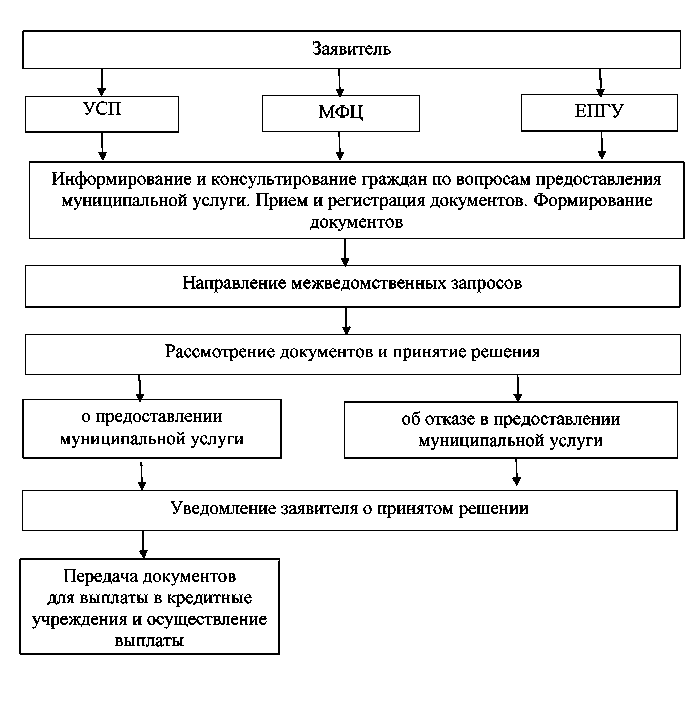 Заявитель
УСП
МФЦ
ЕПГУ
Информирование и консультирование граждан по вопросам предоставления
муниципальной услуги. Прием и регистрация документов. Формирование
документов
Направление межведомственных запросов
Рассмотрение документов и принятие решения
о предоставлении
муниципальной услуги
об отказе в предоставлении
муниципальной услуги
Уведомление заявителя о принятом решении
Передача документов
для выплаты в кредитные
учреждения и осуществление
выплаты